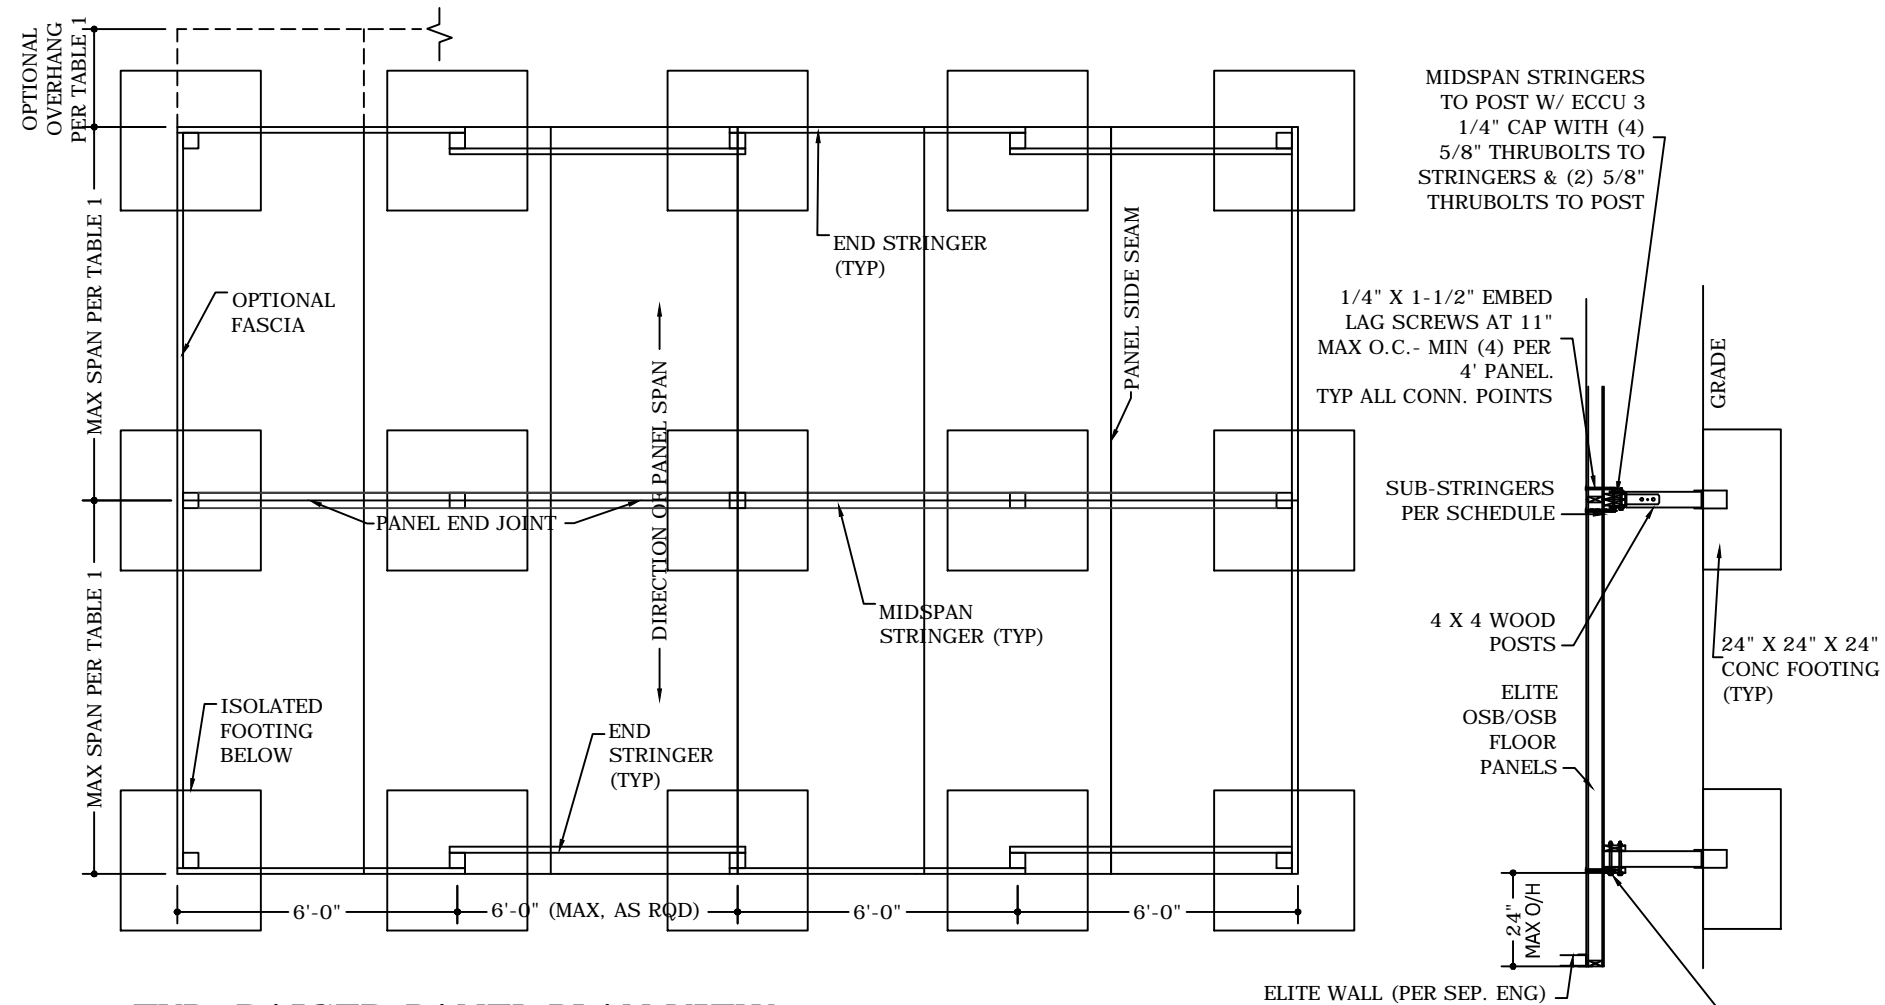 OPTIONAL
OVERHANG
PER TABLE 1
MAX SPAN PER TABLE 1
MAX SPAN PER TABLE 1
OPTIONAL
FASCIA
END STRINGER
(TYP)
PANEL SIDE SEAM
DIRECTION OF PANEL SPAN
PANEL END JOINT
MIDSPAN
STRINGER (TYP)
ISOLATED
FOOTING
BELOW
END
STRINGER
(TYP)
6'-0"
6'-0" (MAX, AS RQD)
6'-0"
6'-0"
MIDSPAN STRINGERS
TO POST W/ ECCU 3
1/4" CAP WITH (4)
5/8" THRUBOLTS TO
STRINGERS & (2) 5/8"
THRUBOLTS TO POST
1/4" X 1-1/2" EMBED
LAG SCREWS AT 11"
MAX O.C.- MIN (4) PER
4' PANEL.
TYP ALL CONN. POINTS
GRADE
SUB-STRINGERS
PER SCHEDULE
4 X 4 WOOD
POSTS
24" X 24" X 24"
CONC FOOTING
(TYP)
ELITE
OSB/OSB
FLOOR
PANELS
24"
MAX O/H
ELITE WALL (PER SEP. ENG)